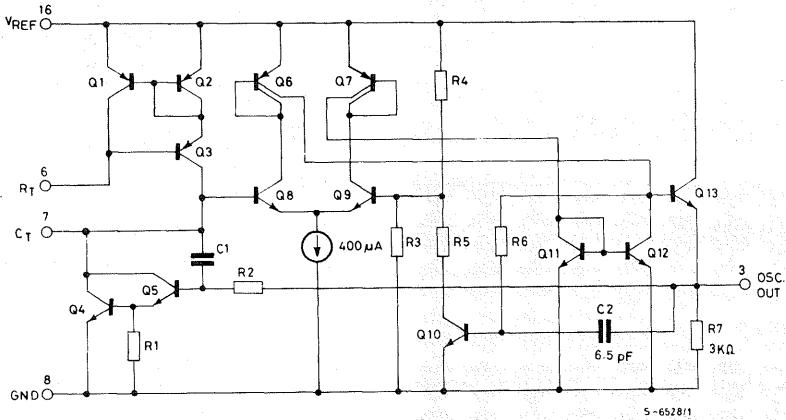 VREF 16
Q1
Q2
Q6
Q7
R4
Q3
6
RT
Q8
Q9
Q13
7
CT
C1
400 µA
R3
R5
R6
Q11
Q12
R2
3 OSC.
OUT
Q4
Q5
R1
Q10
C2
6.5 pF
R7
3KΩ
8
GND
S-6528/1